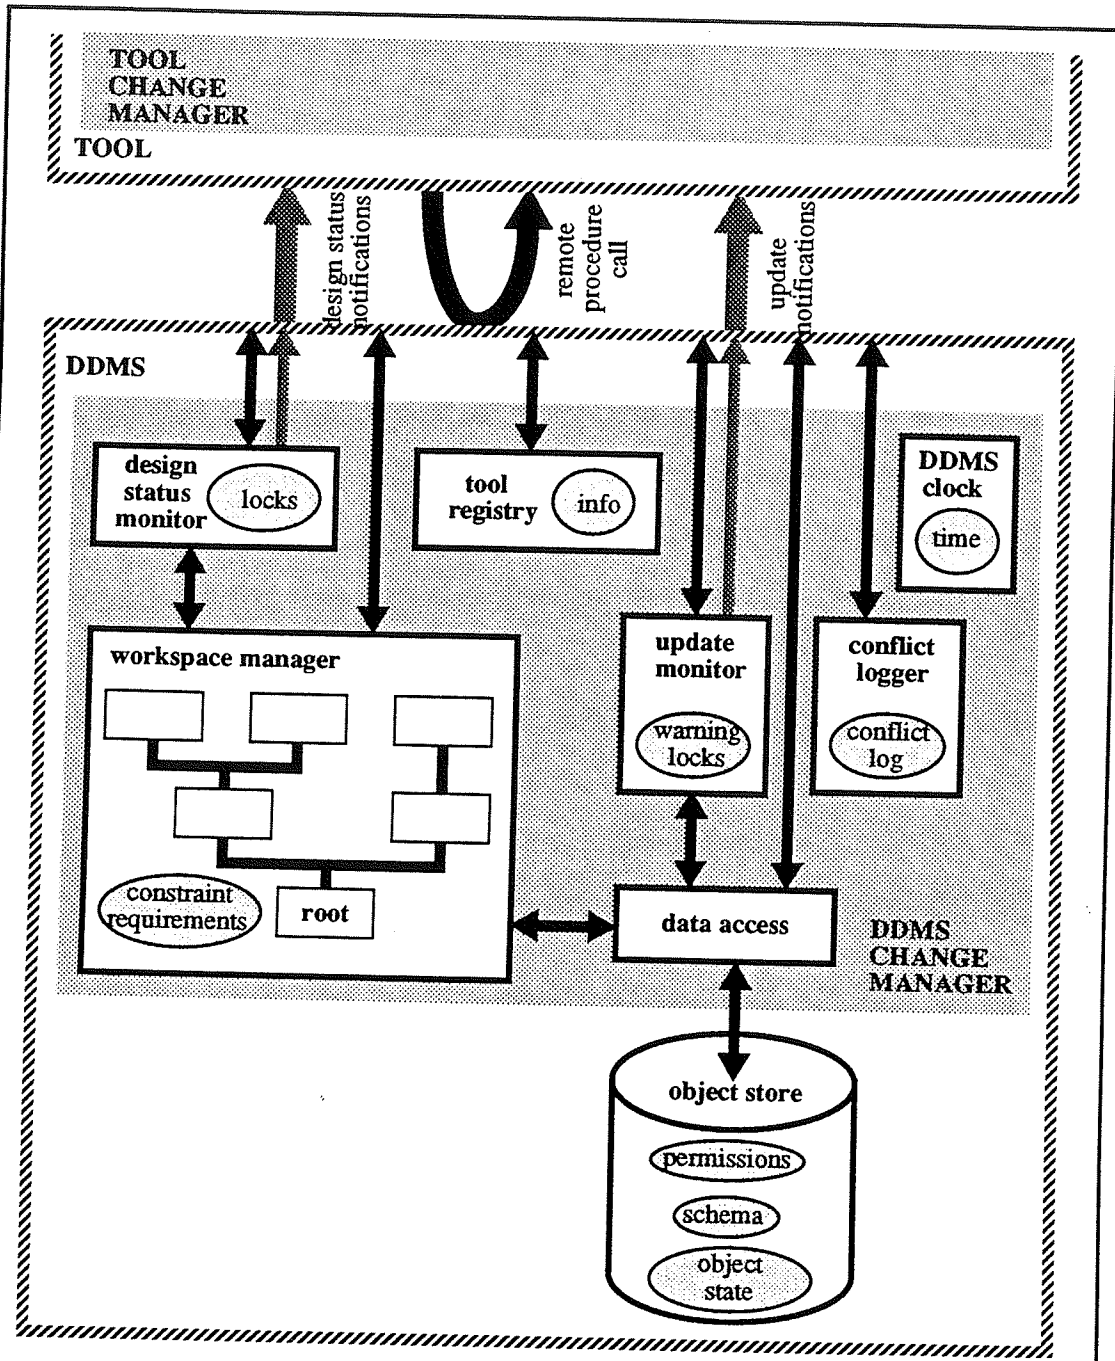 TOOL
CHANGE
MANAGER
TOOL
design status
notifications
remote
procedure
call
update
notifications
DDMS
design
status
monitor
locks
tool
registry
info
DDMS
clock
time
workspace manager
update
monitor
warning
locks
conflict
logger
conflict
log
constraint
requirements
root
data access
DDMS
CHANGE
MANAGER
object store
permissions
schema
object
state